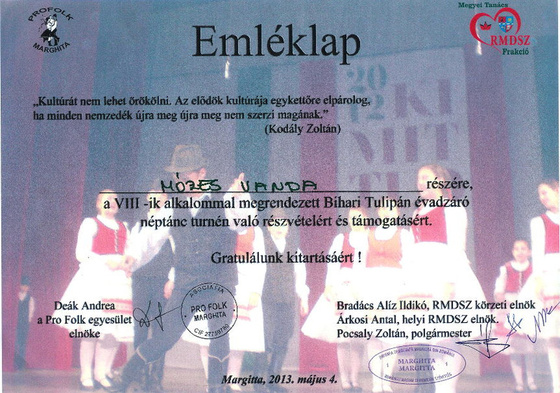 PROFOLK
MARGHITA
Megyei Tanács
RMDSZ
Frakció
Emléklap
„Kultúrát nem lehet örökölni. Az elődök kultúrája egykettőre elpárolog,
ha minden nemzedék újra meg újra meg nem szerzi magának.”
(Kodály Zoltán)
MÓZES VANDA részére,
a VIII -ik alkalommal megrendezett Bihari Tulipán évadzáró
néptánc turnén való részvételért és támogatásért.
Gratulálunk kitartásáért !
Deák Andrea
a Pro Folk egyesület
elnöke
ASOCIATIA
PRO FOLK
MARGHITA
Bradács Alíz Ildikó, RMDSZ körzeti elnök
Árkosi Antal, helyi RMDSZ elnök.
Pocsaly Zoltán, polgármester
MARGHITA
MARGITTA
Margitta, 2013. május 4.